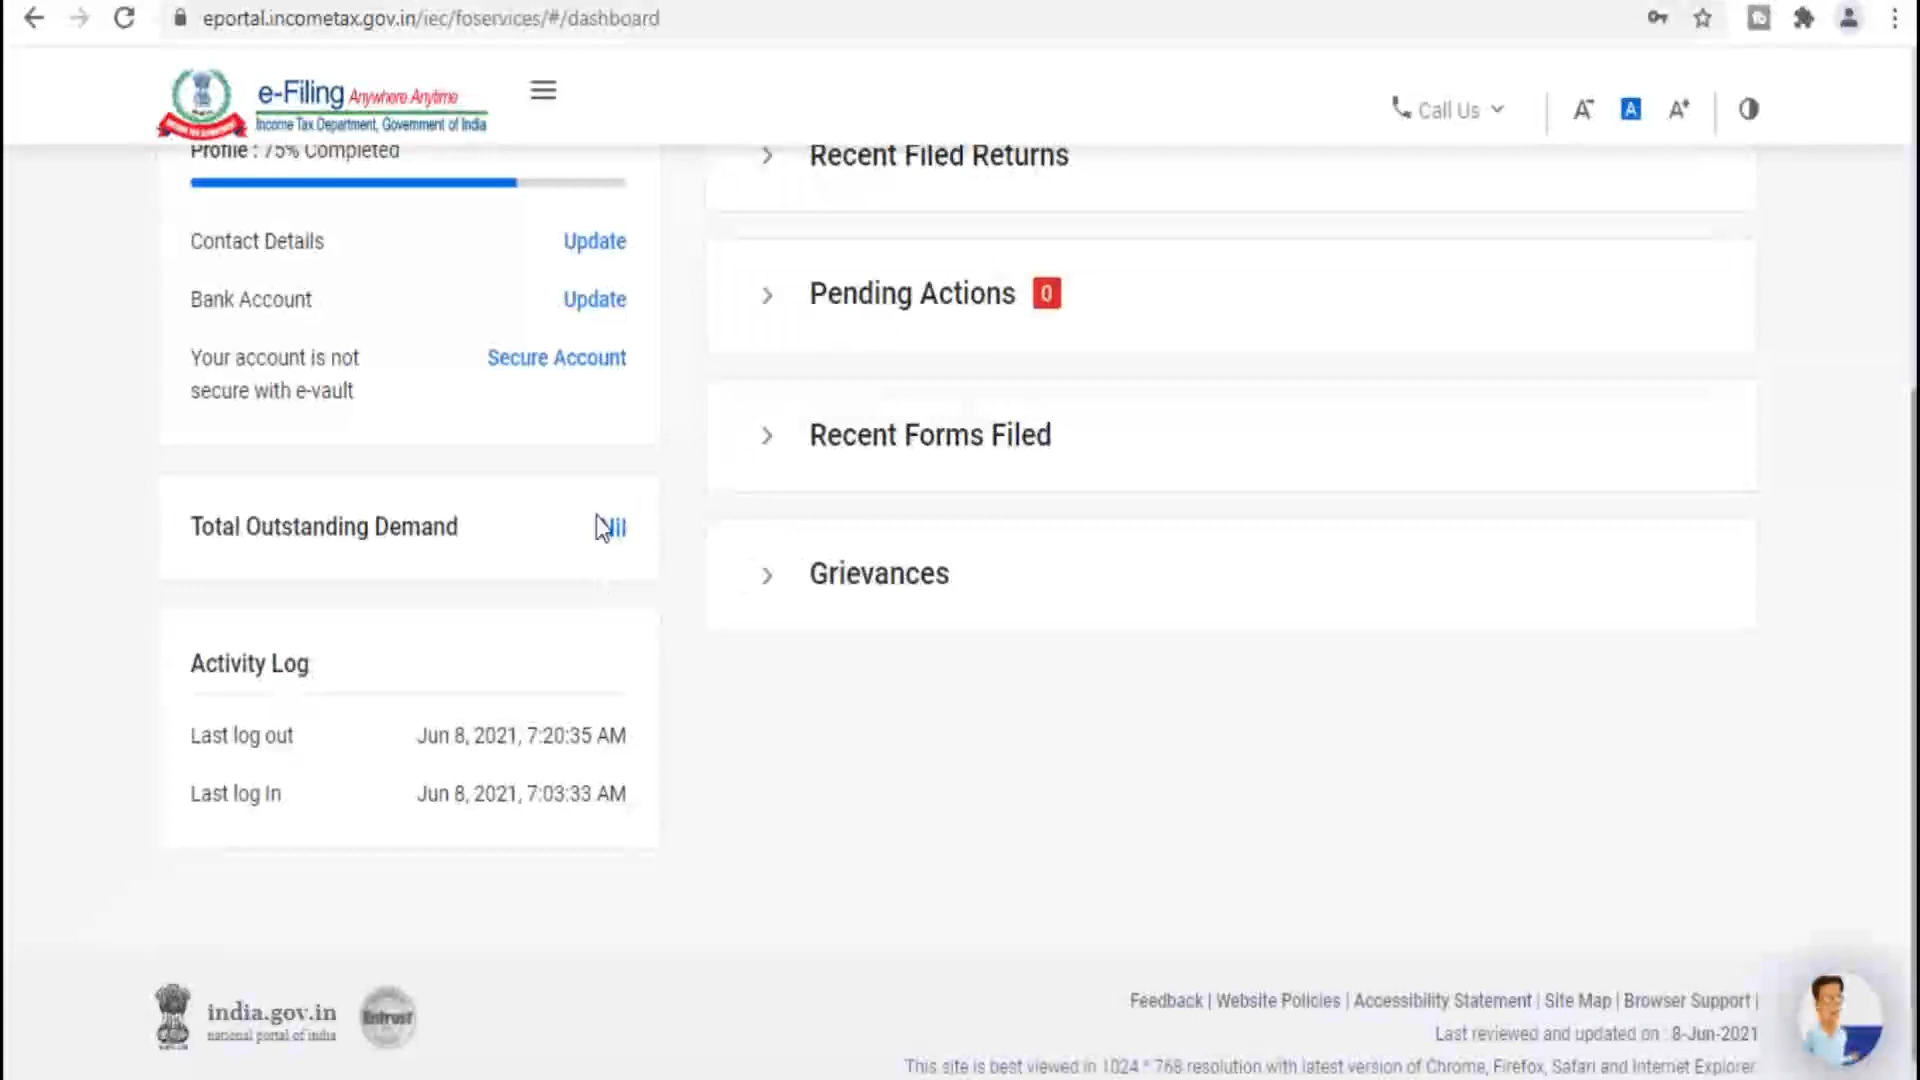 eportal.incometax.gov.in/iec/foservices/#/dashboard
e-Filing Anywhere Anytime
Income Tax Department, Government of India
Call Us
A-
A
A+
Profile : 75% Completed
Contact Details Update
Bank Account Update
Your account is not
secure with e-vault
Secure Account
Total Outstanding Demand Nil
Activity Log
Last log out Jun 8, 2021, 7:20:35 AM
Last log In Jun 8, 2021, 7:03:33 AM
Recent Filed Returns
Pending Actions 0
Recent Forms Filed
Grievances
india.gov.in
national portal of india
Entrust
Feedback | Website Policies | Accessibility Statement | Site Map | Browser Support |
Last reviewed and updated on : 8-Jun-2021
This site is best viewed in 1024 * 768 resolution with latest version of Chrome, Firefox, Safari and Internet Explorer